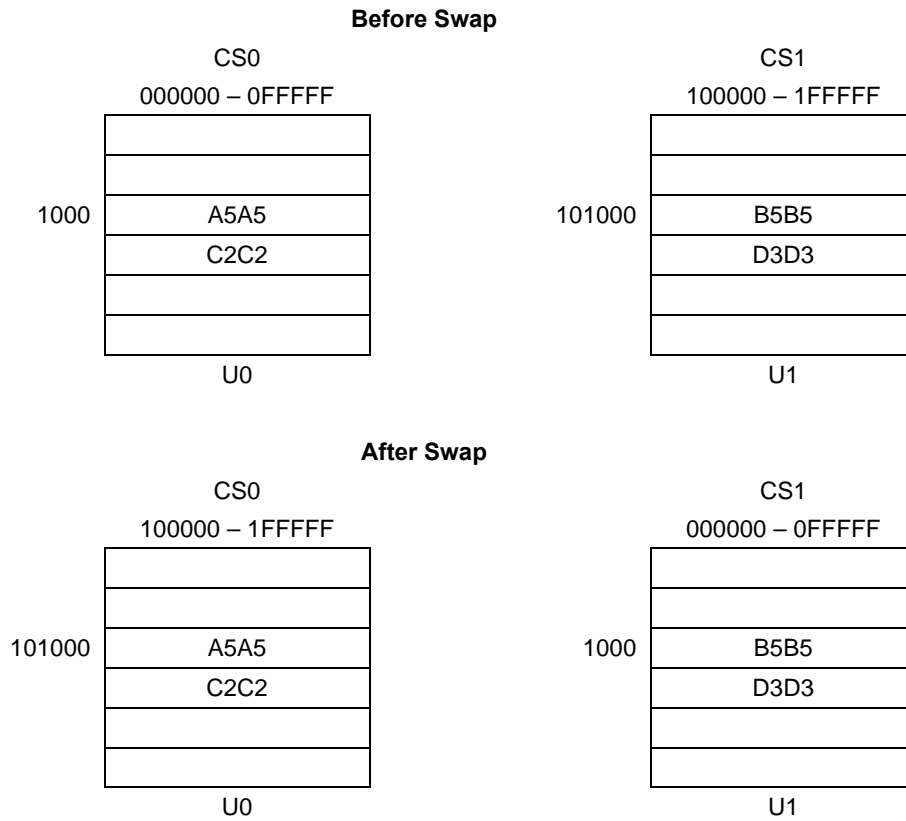 Before Swap
CS0 CS1
000000 – 0FFFFF 100000 – 1FFFFF
1000 A5A5 101000 B5B5
C2C2 D3D3
U0 U1
After Swap
CS0 CS1
100000 – 1FFFFF 000000 – 0FFFFF
101000 A5A5 1000 B5B5
C2C2 D3D3
U0 U1